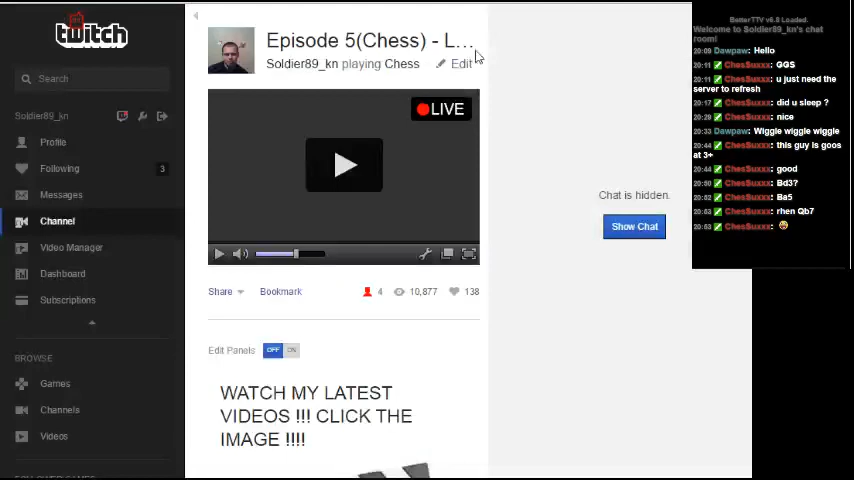 twitch
Search
Soldier89_kn
Profile
Following 3
Messages
Channel
Video Manager
Dashboard
Subscriptions
BROWSE
Games
Channels
Videos
Episode 5(Chess) - L...
Soldier89_kn playing Chess Edit
LIVE
Share Bookmark 4 10,877 138
Edit Panels OFF ON
WATCH MY LATEST
VIDEOS !!! CLICK THE
IMAGE !!!!
Chat is hidden.
Show Chat
BetterTTV v6.8 Loaded.
Welcome to Soldier89_kn's chat
room!
20:09 Dawpaw: Hello
20:11 ChesSuxxx: GGS
20:11 ChesSuxxx: u just need the
server to refresh
20:17 ChesSuxxx: did u sleep ?
20:29 ChesSuxxx: nice
20:33 Dawpaw: Wiggle wiggle wiggle
20:44 ChesSuxxx: this guy is goos
at 3+
20:44 ChesSuxxx: good
20:50 ChesSuxxx: Bd3?
20:52 ChesSuxxx: Ba5
20:53 ChesSuxxx: rhen Qb7
20:53 ChesSuxxx: